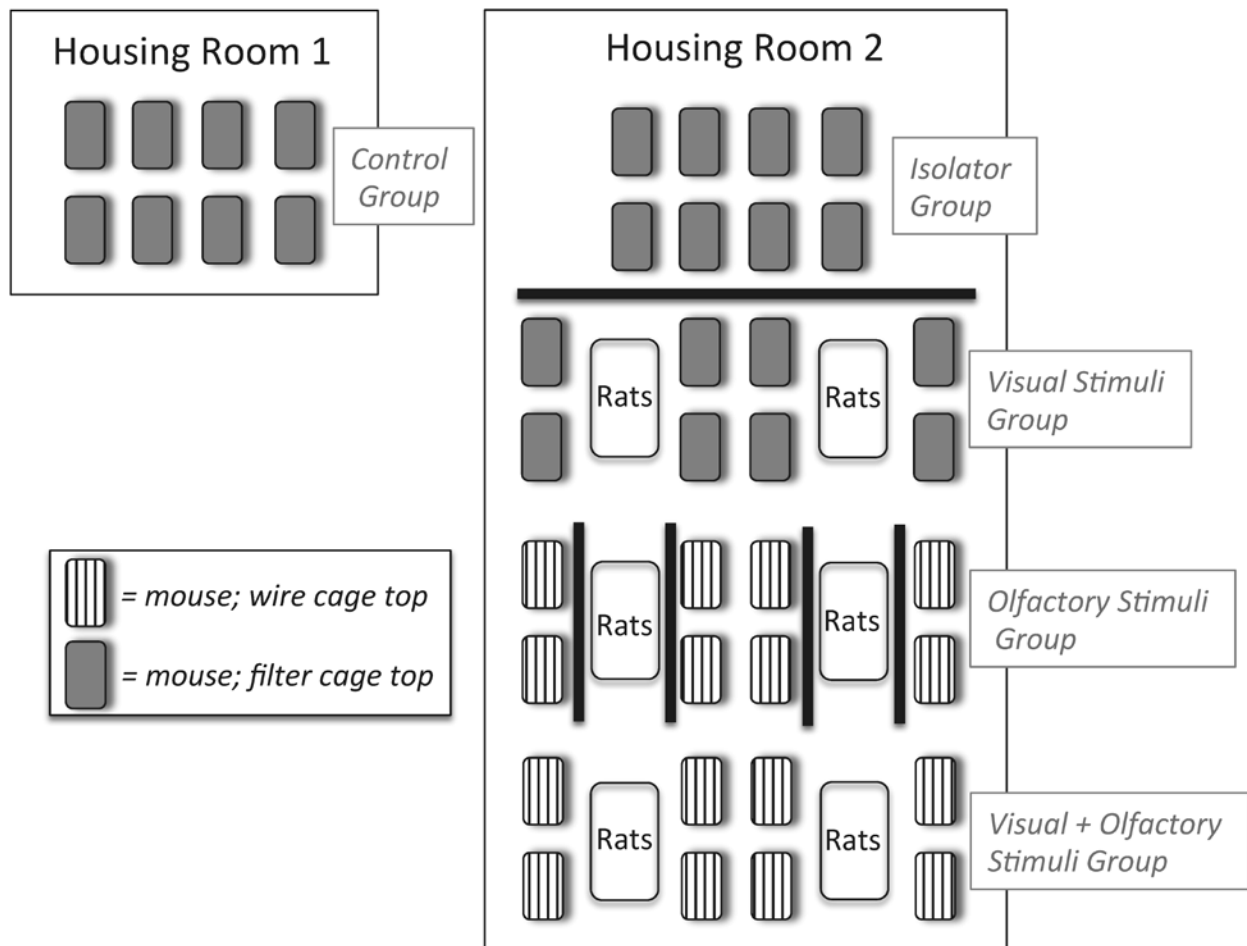 Housing Room 1
Control
Group
Housing Room 2
Isolator
Group
Rats
Rats
Visual Stimuli
Group
= mouse; wire cage top
= mouse; filter cage top
Rats
Rats
Olfactory Stimuli
Group
Rats
Rats
Visual + Olfactory
Stimuli Group